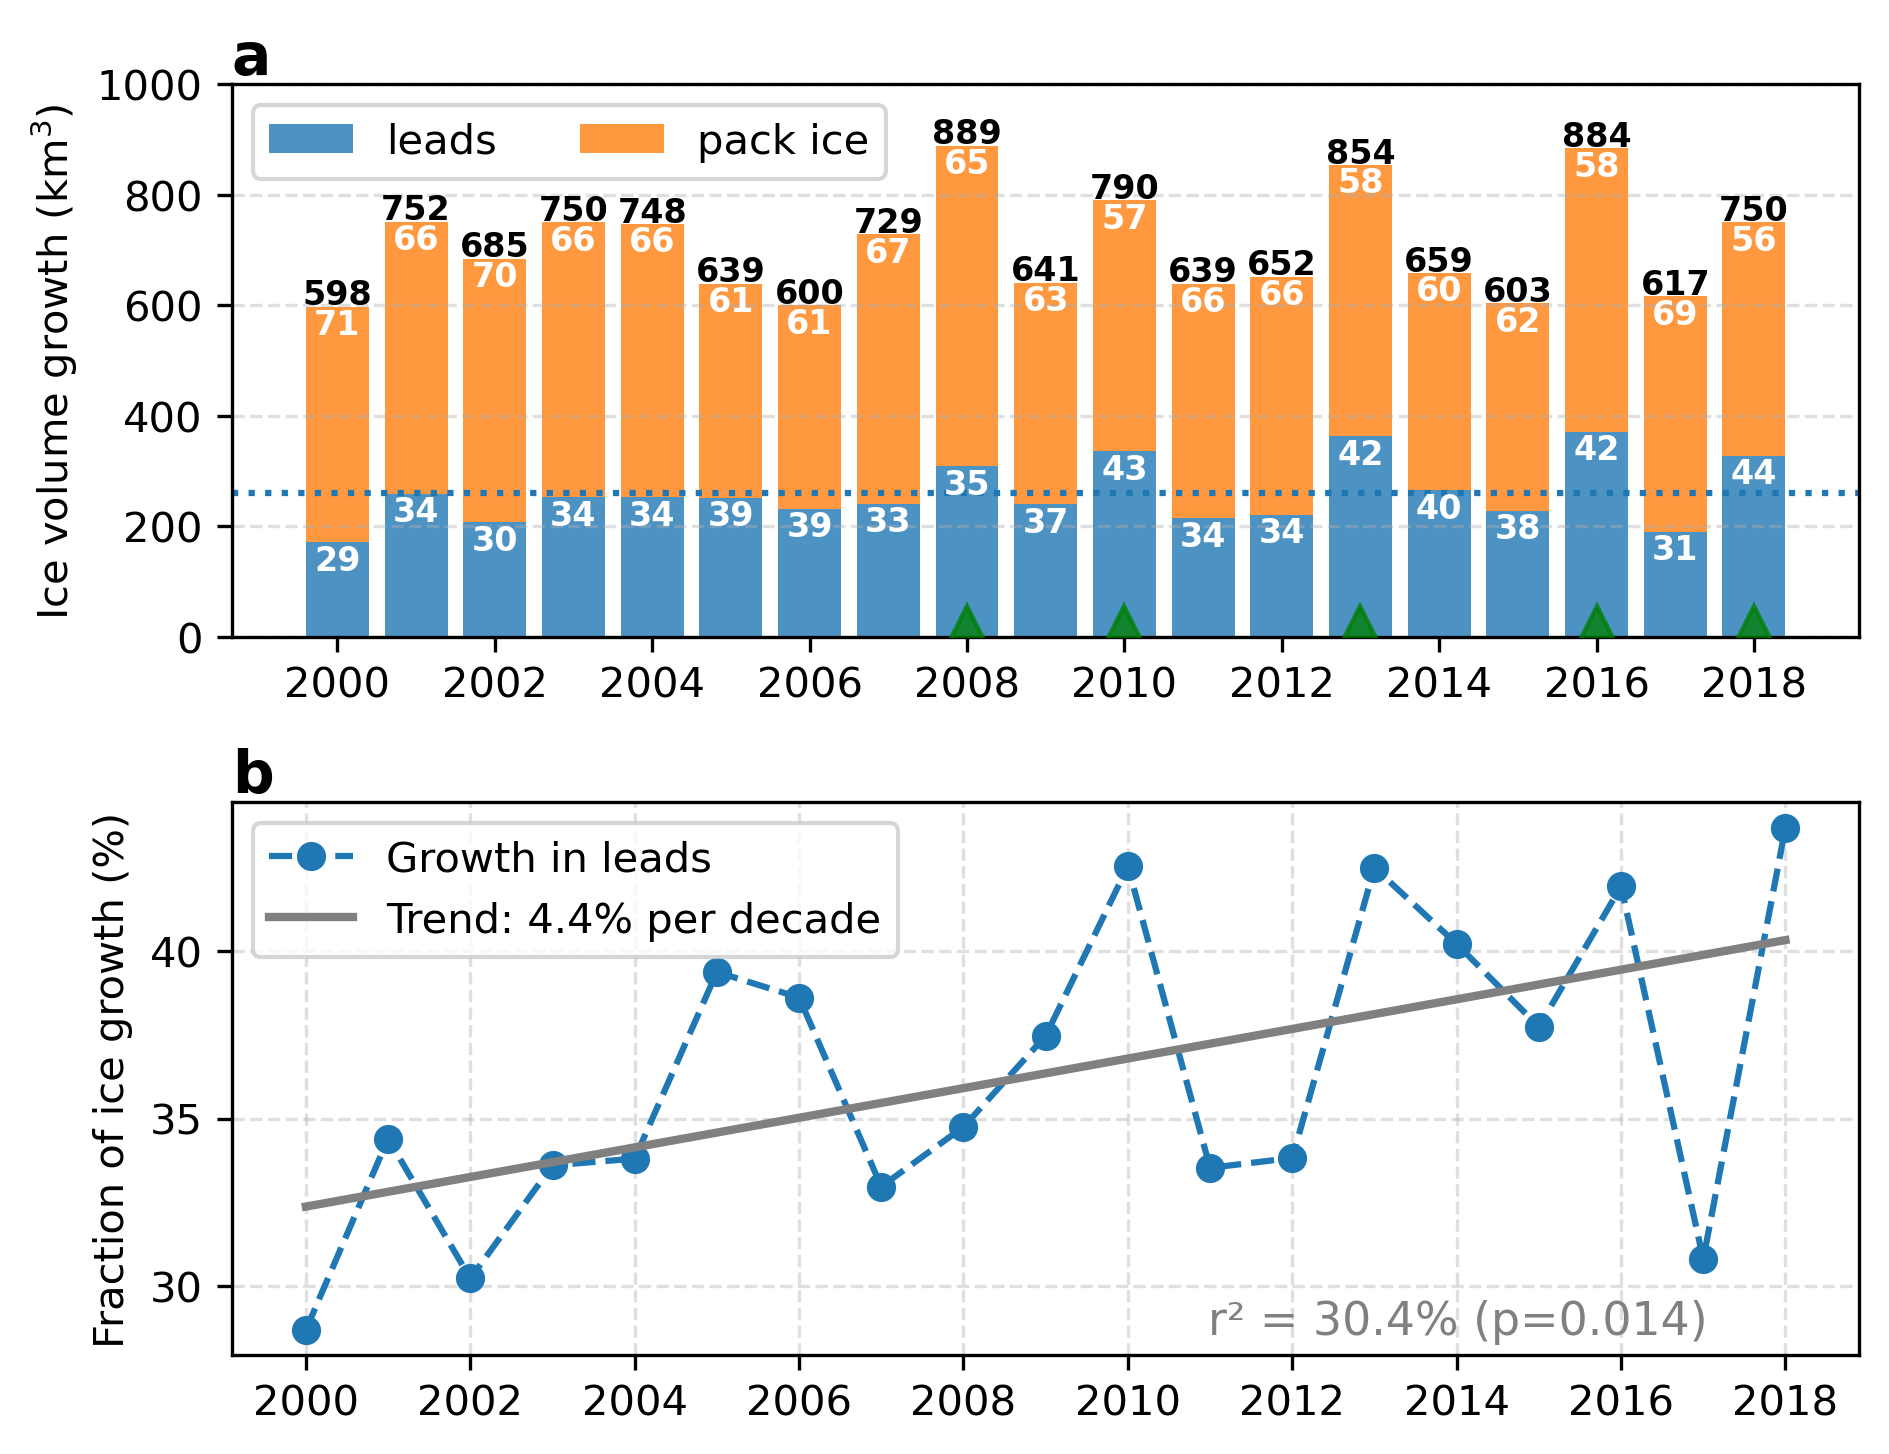 a
Ice volume growth (km³)
1000
800
600
400
200
0
leads
pack ice
598 752 685 750 748 639 600 729 889 641 790 639 652 854 659 603 884 617 750
71 66 70 66 66 61 61 67 65 63 57 66 66 58 60 62 58 69 56
29 34 30 34 34 39 39 33 35 37 43 34 34 42 40 38 42 31 44
2000 2002 2004 2006 2008 2010 2012 2014 2016 2018
b
Fraction of ice growth (%)
40
35
30
Growth in leads
Trend: 4.4% per decade
r² = 30.4% (p=0.014)
2000 2002 2004 2006 2008 2010 2012 2014 2016 2018